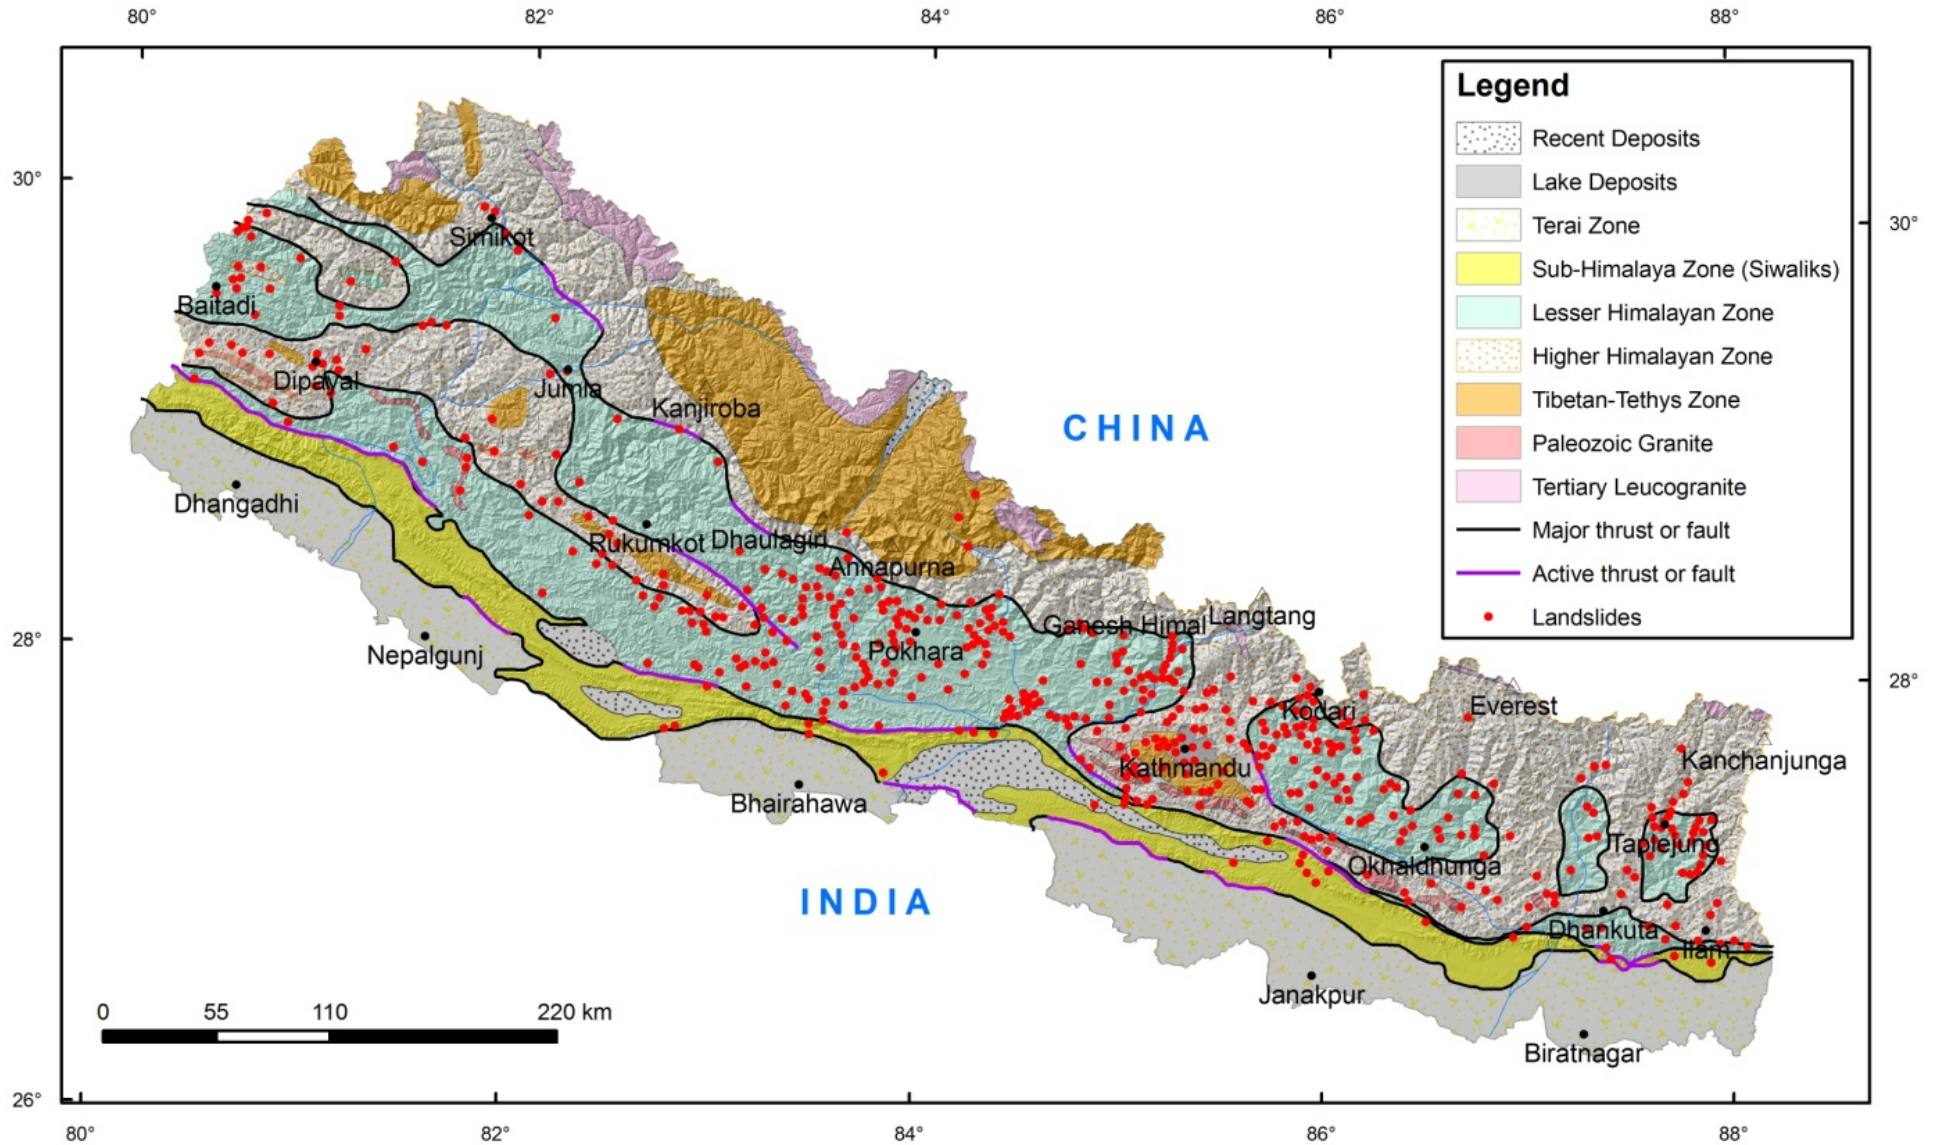 80° 82° 84° 86° 88°
Legend
Recent Deposits
Lake Deposits
Terai Zone
Sub-Himalaya Zone (Siwaliks)
Lesser Himalayan Zone
Higher Himalayan Zone
Tibetan-Tethys Zone
Paleozoic Granite
Tertiary Leucogranite
Major thrust or fault
Active thrust or fault
Landslides
30°
30°
Simikot
Baitadi
Dipayal
Jumla
Kanjiroba
CHINA
Dhangadhi
Rukumkot
Dhaulagiri
Annapurna
Ganesh Himal
Langtang
28°
28°
Nepalgunj
Pokhara
Kodari
Everest
Kathmandu
Kanchanjunga
Bhairahawa
Okhaldhunga
Taplejung
INDIA
Dhankuta
Ilam
Janakpur
Biratnagar
0 55 110 220 km
26°
80° 82° 84° 86° 88°